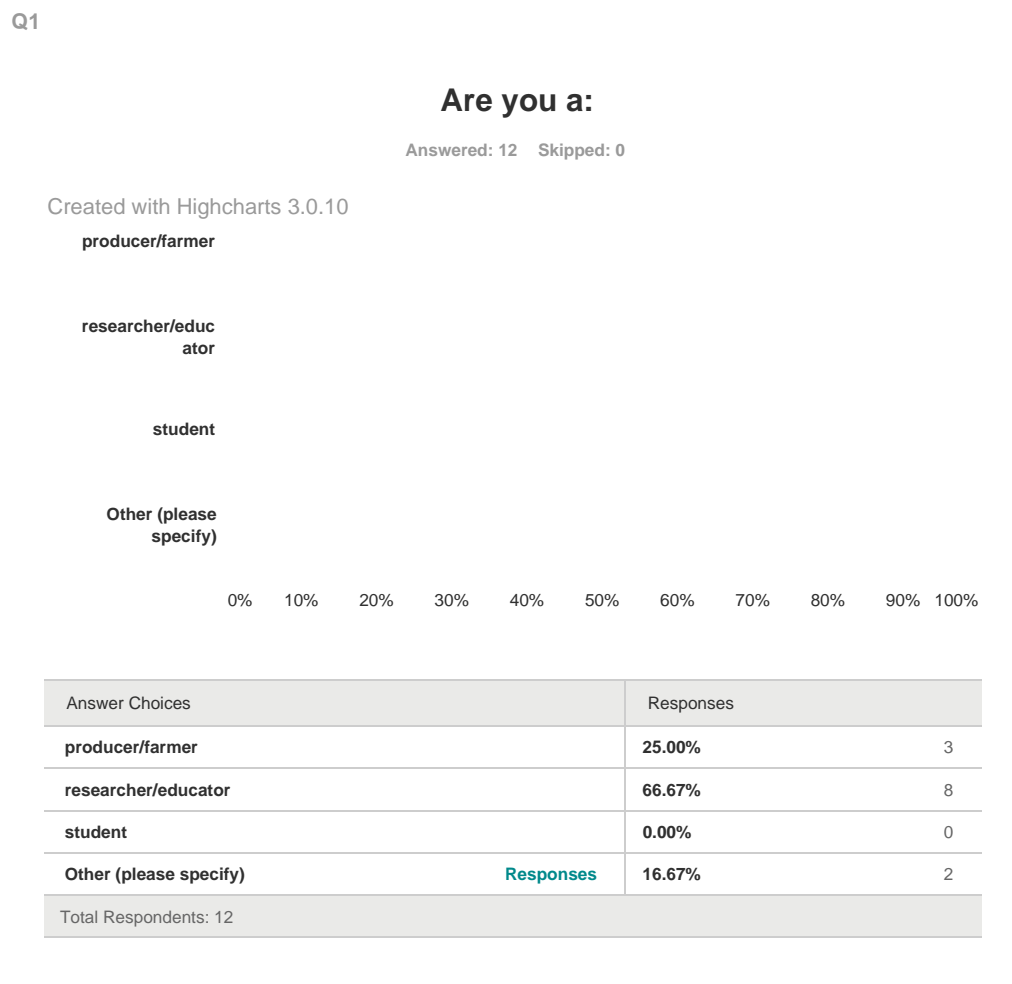 Q1
Are you a:
Answered: 12 Skipped: 0
Created with Highcharts 3.0.10
producer/farmer
researcher/educ
ator
student
Other (please
specify)
0% 10% 20% 30% 40% 50% 60% 70% 80% 90% 100%
Answer Choices Responses
producer/farmer 25.00% 3
researcher/educator 66.67% 8
student 0.00% 0
Other (please specify) Responses 16.67% 2
Total Respondents: 12